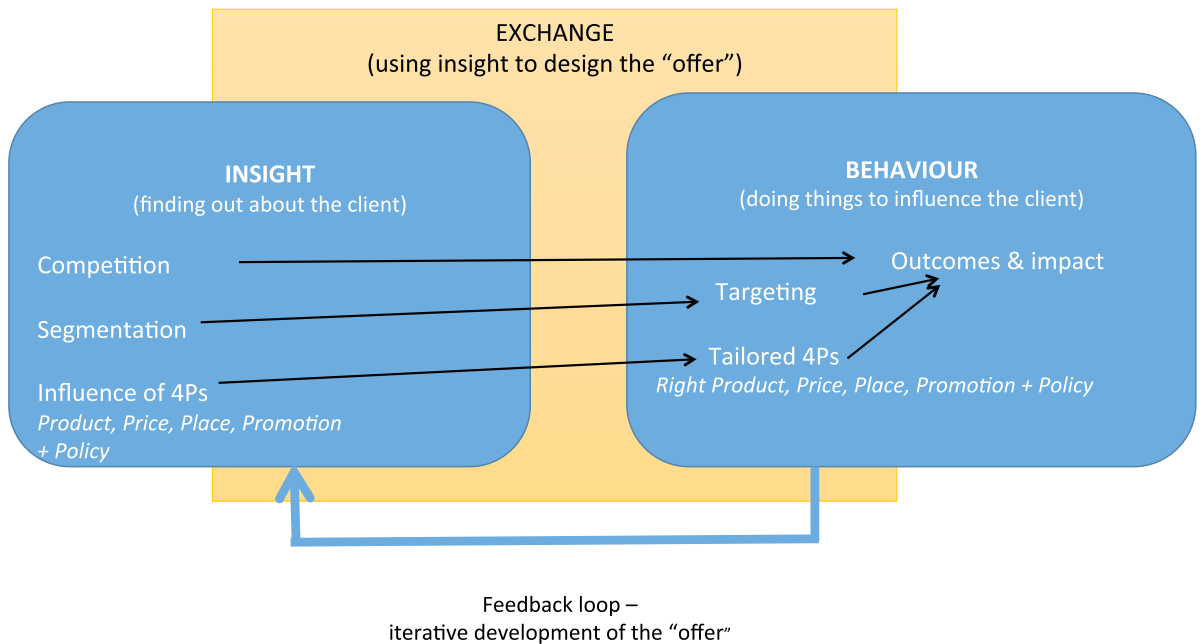 EXCHANGE
(using insight to design the “offer”)
INSIGHT
(finding out about the client)
Competition
Segmentation
Influence of 4Ps
Product, Price, Place, Promotion
+ Policy
BEHAVIOUR
(doing things to influence the client)
Outcomes & impact
Targeting
Tailored 4Ps
Right Product, Price, Place, Promotion + Policy
Feedback loop –
iterative development of the “offer”